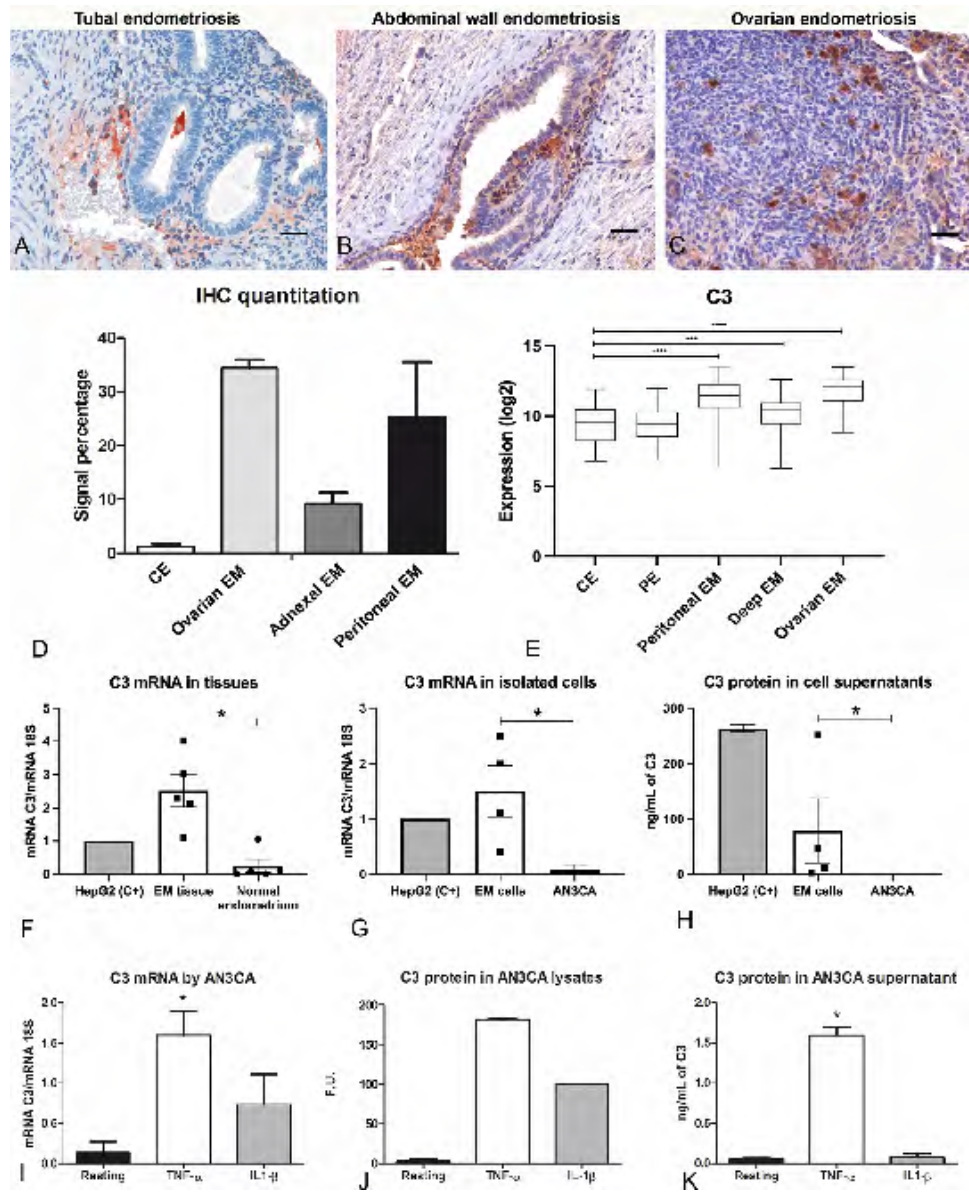 Tubal endometriosis
Abdominal wall endometriosis
Ovarian endometriosis
A
B
C
IHC quantitation
Signal percentage
40
30
20
10
0
CE
Ovarian EM
Adnexal EM
Peritoneal EM
D
C3
Expression (log2)
15
10
5
0
CE
PE
Peritoneal EM
Deep EM
Ovarian EM
E
C3 mRNA in tissues
mRNA C3/mRNA 18S
5
4
3
2
1
0
*
HepG2 (C+)
EM tissue
Normal
endometrium
F
C3 mRNA in isolated cells
mRNA C3/mRNA 18S
3
2
1
0
*
HepG2 (C+)
EM cells
AN3CA
G
C3 protein in cell supernatants
ng/mL of C3
300
200
100
0
*
HepG2 (C+)
EM cells
AN3CA
H
C3 mRNA by AN3CA
mRNA C3/mRNA 18S
1.0
0.0
*
Resting
TNF-α
IL1-β
I
C3 protein in AN3CA lysates
F.U.
200
150
100
50
0
Resting
TNF-α
IL-1β
J
C3 protein in AN3CA supernatant
ng/mL of C3
2.0
1.5
1.0
0.5
0.0
*
Resting
TNF-α
IL1-β
K